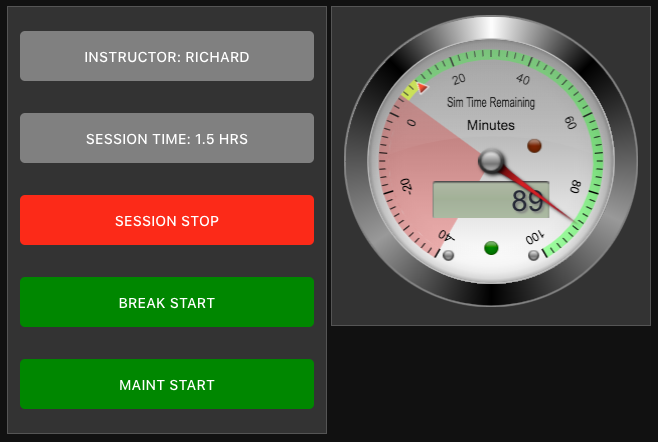 INSTRUCTOR: RICHARD
SESSION TIME: 1.5 HRS
SESSION STOP
BREAK START
MAINT START
20
40
Sim Time Remaining
0
Minutes
60
-20
80
89
-40
100